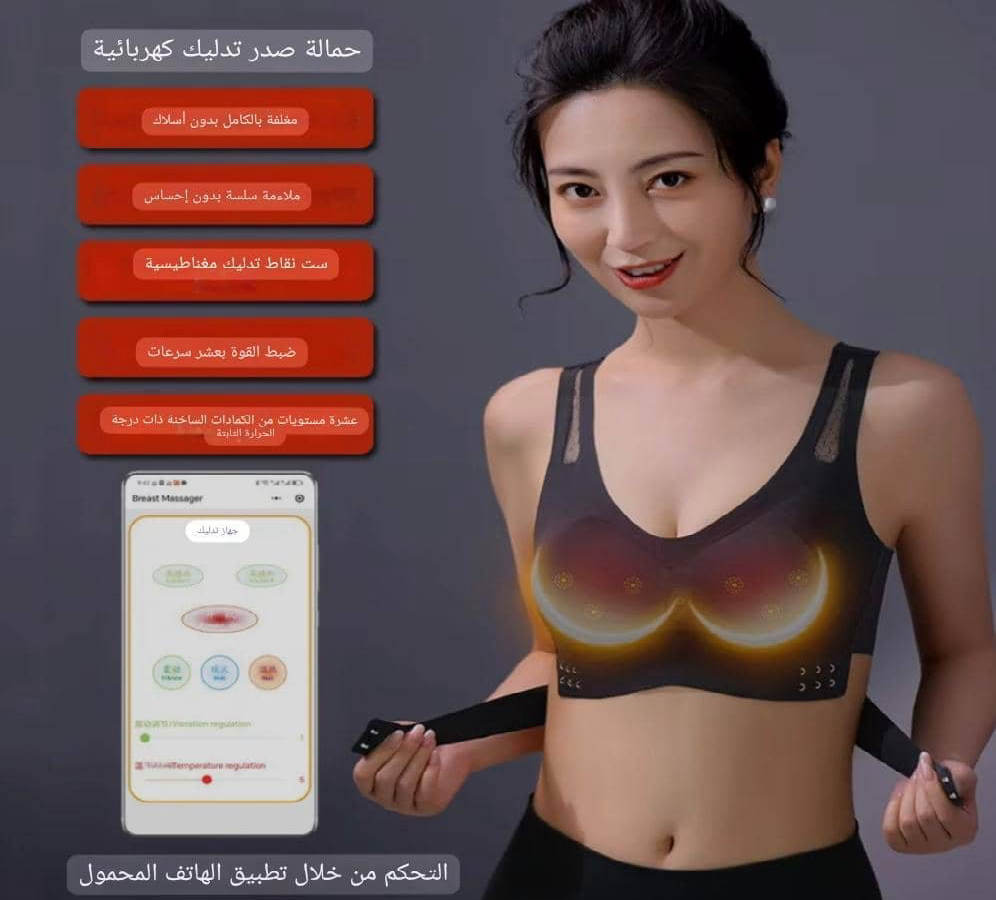 حمالة صدر تدليك كهربائية
مغلفة بالكامل بدون أسلاك
ملاءمة سلسة بدون إحساس
ست نقاط تدليك مغناطيسية
ضبط القوة بعشر سرعات
عشرة مستويات من الكمادات الساخنة ذات درجة
الحرارة الثابتة
Breast Massager
جهاز تدليك
Vibration regulation
Temperature regulation
التحكم من خلال تطبيق الهاتف المحمول